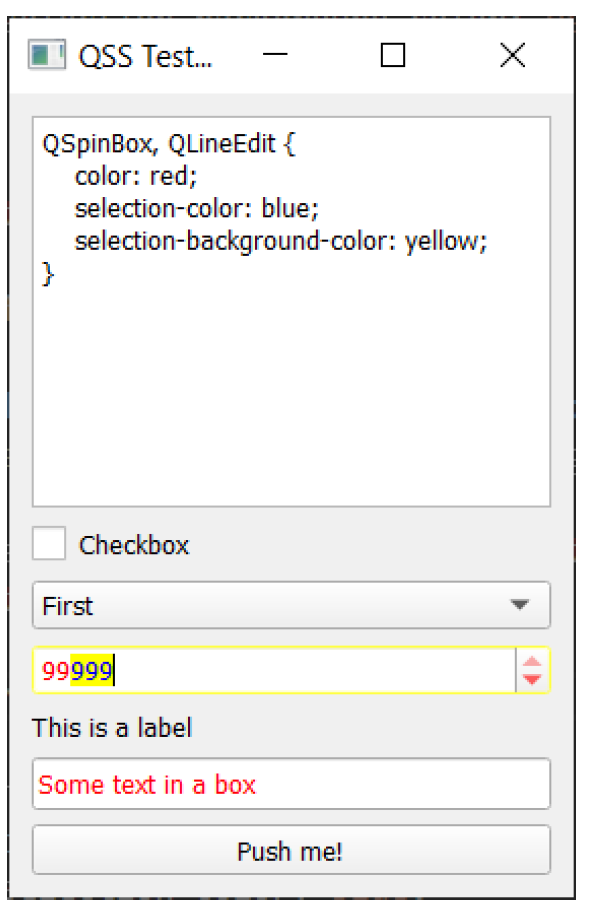 QSS Test...
QSpinBox, QLineEdit {
    color: red;
    selection-color: blue;
    selection-background-color: yellow;
}
Checkbox
First
99999
This is a label
Some text in a box
Push me!